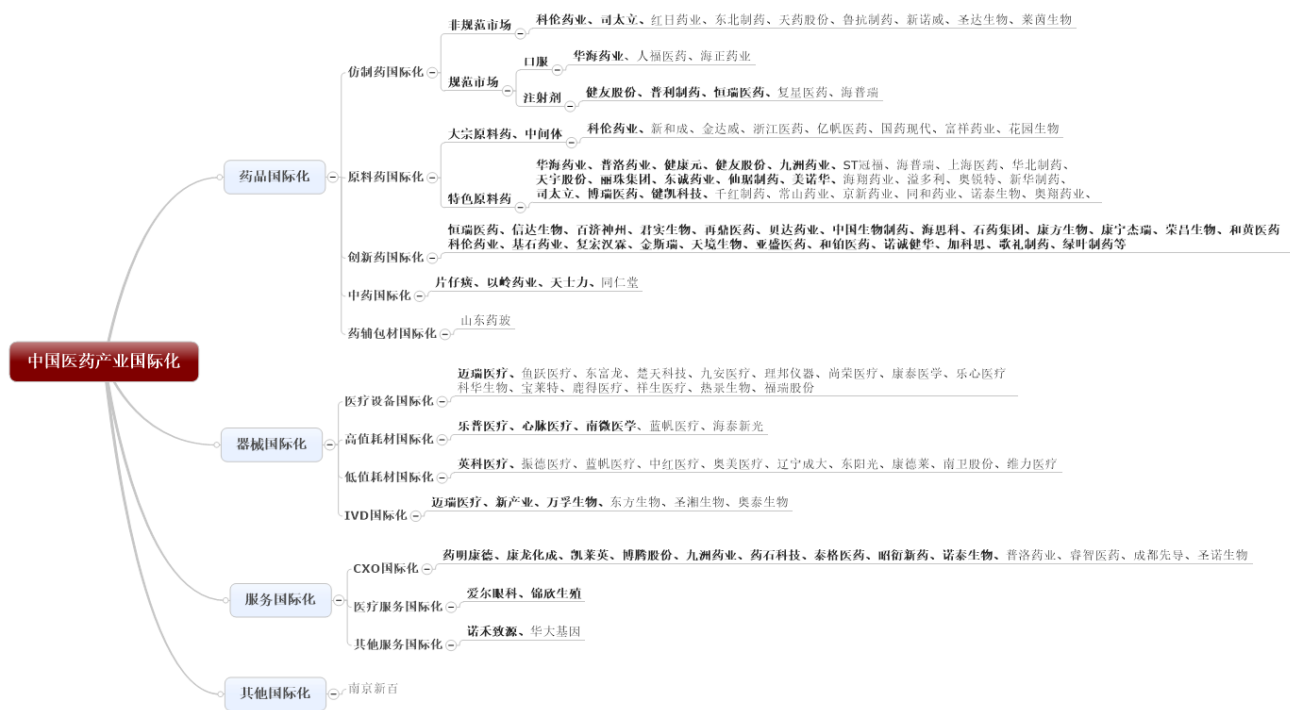 中国医药产业国际化
药品国际化
仿制药国际化
非规范市场
科伦药业、司太立、红日药业、东北制药、天药股份、鲁抗制药、新诺威、圣达生物、莱茵生物
规范市场
口服
华海药业、人福医药、海正药业
注射剂
健友股份、普利制药、恒瑞医药、复星医药、海普瑞
原料药国际化
大宗原料药、中间体
科伦药业、新和成、金达威、浙江医药、亿帆医药、国药现代、富祥药业、花园生物
特色原料药
华海药业、普洛药业、健康元、健友股份、九洲药业、ST冠福、海普瑞、上海医药、华北制药、
天宇股份、丽珠集团、东诚药业、仙琚制药、美诺华、海翔药业、溢多利、奥锐特、新华制药、
司太立、博瑞医药、键凯科技、千红制药、常山药业、京新药业、同和药业、诺泰生物、奥翔药业、
创新药国际化
恒瑞医药、信达生物、百济神州、君实生物、再鼎医药、贝达药业、中国生物制药、海思科、石药集团、康方生物、康宁杰瑞、荣昌生物、和黄医药
科伦药业、基石药业、复宏汉霖、金斯瑞、天境生物、亚盛医药、和铂医药、诺诚健华、加科思、歌礼制药、绿叶制药等
中药国际化
片仔癀、以岭药业、天士力、同仁堂
药辅包材国际化
山东药玻
器械国际化
医疗设备国际化
迈瑞医疗、鱼跃医疗、东富龙、楚天科技、九安医疗、理邦仪器、尚荣医疗、康泰医学、乐心医疗
科华生物、宝莱特、鹿得医疗、祥生医疗、热景生物、福瑞股份
高值耗材国际化
乐普医疗、心脉医疗、南微医学、蓝帆医疗、海泰新光
低值耗材国际化
英科医疗、振德医疗、蓝帆医疗、中红医疗、奥美医疗、辽宁成大、东阳光、康德莱、南卫股份、维力医疗
IVD国际化
迈瑞医疗、新产业、万孚生物、东方生物、圣湘生物、奥泰生物
服务国际化
CXO国际化
药明康德、康龙化成、凯莱英、博腾股份、九洲药业、药石科技、泰格医药、昭衍新药、诺泰生物、普洛药业、睿智医药、成都先导、圣诺生物
医疗服务国际化
爱尔眼科、锦欣生殖
其他服务国际化
诺禾致源、华大基因
其他国际化
南京新百